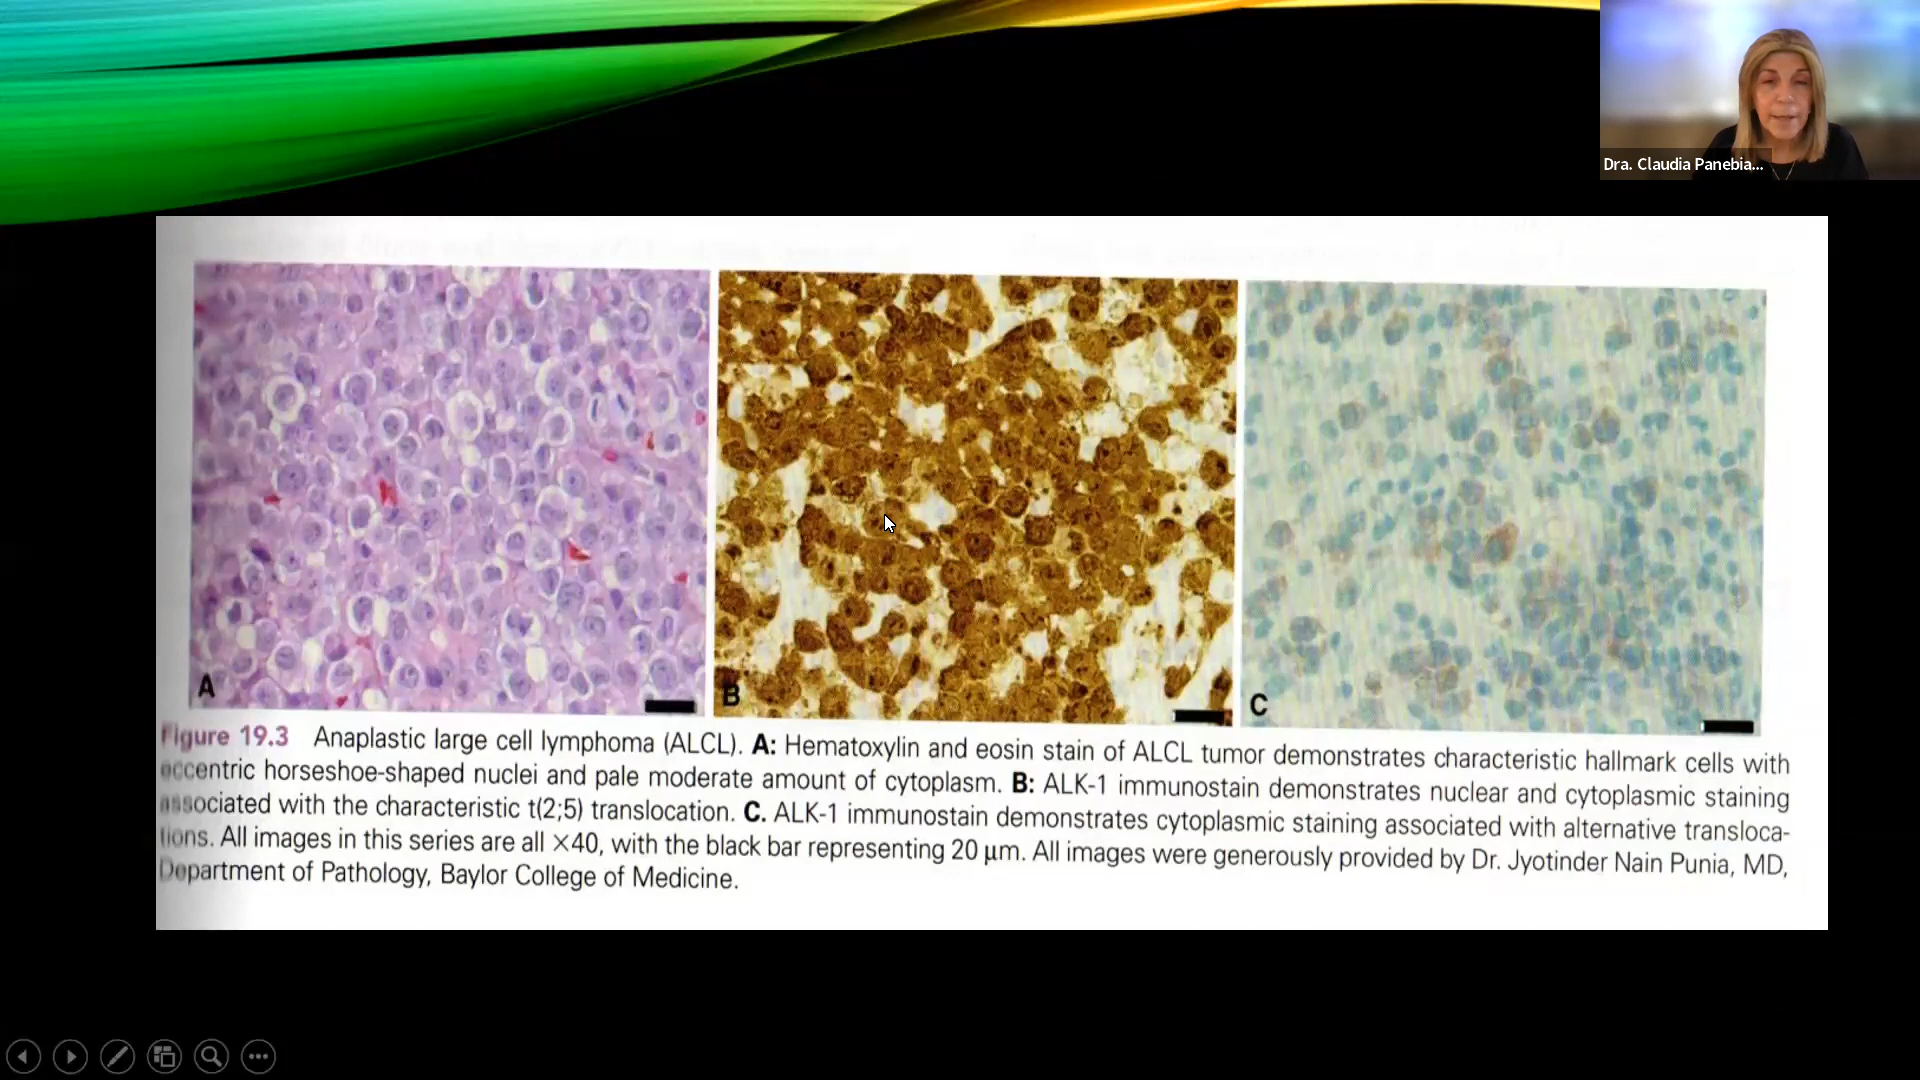 Dra. Claudia Panebia...
A
B
C
Figure 19.3 Anaplastic large cell lymphoma (ALCL). A: Hematoxylin and eosin stain of ALCL tumor demonstrates characteristic hallmark cells with
eccentric horseshoe-shaped nuclei and pale moderate amount of cytoplasm. B: ALK-1 immunostain demonstrates nuclear and cytoplasmic staining
associated with the characteristic t(2;5) translocation. C. ALK-1 immunostain demonstrates cytoplasmic staining associated with alternative transloca-
tions. All images in this series are all ×40, with the black bar representing 20 μm. All images were generously provided by Dr. Jyotinder Nain Punia, MD,
Department of Pathology, Baylor College of Medicine.